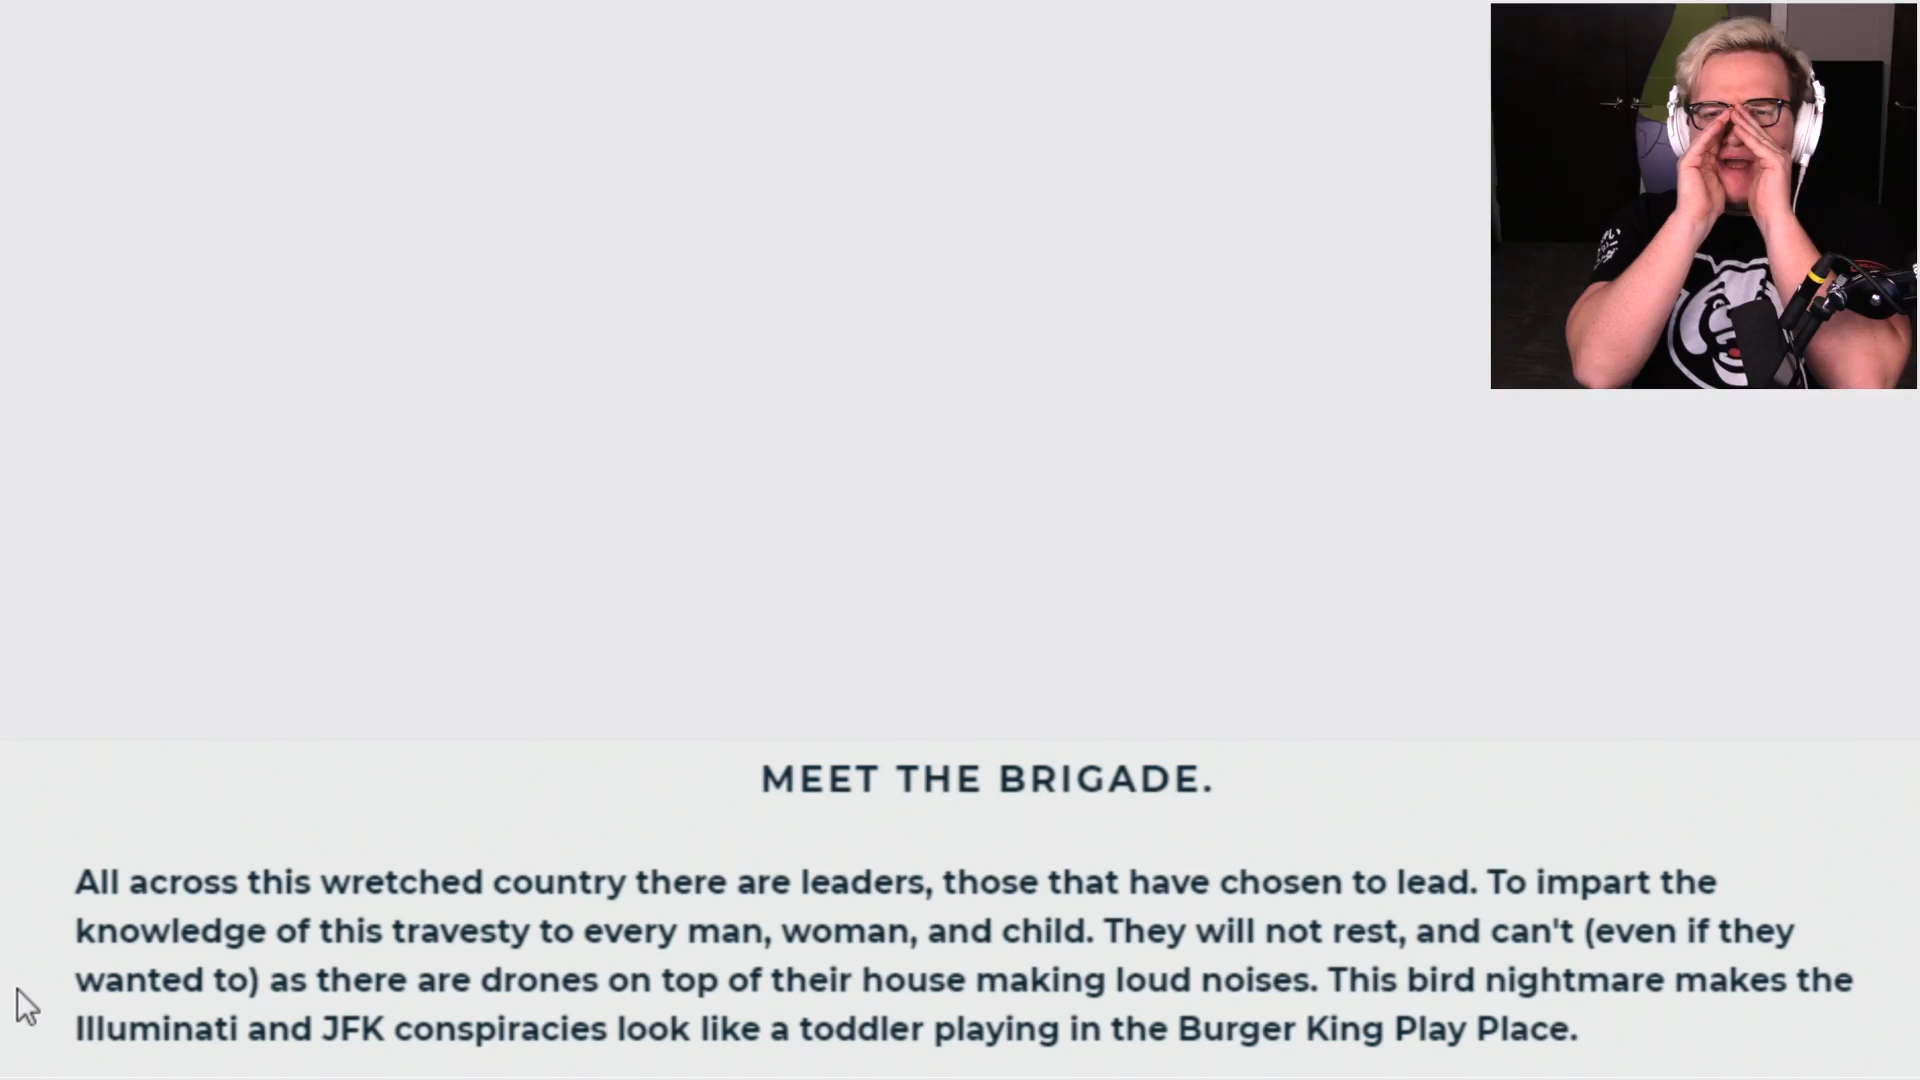 MEET THE BRIGADE.
All across this wretched country there are leaders, those that have chosen to lead. To impart the
knowledge of this travesty to every man, woman, and child. They will not rest, and can't (even if they
wanted to) as there are drones on top of their house making loud noises. This bird nightmare makes the
Illuminati and JFK conspiracies look like a toddler playing in the Burger King Play Place.